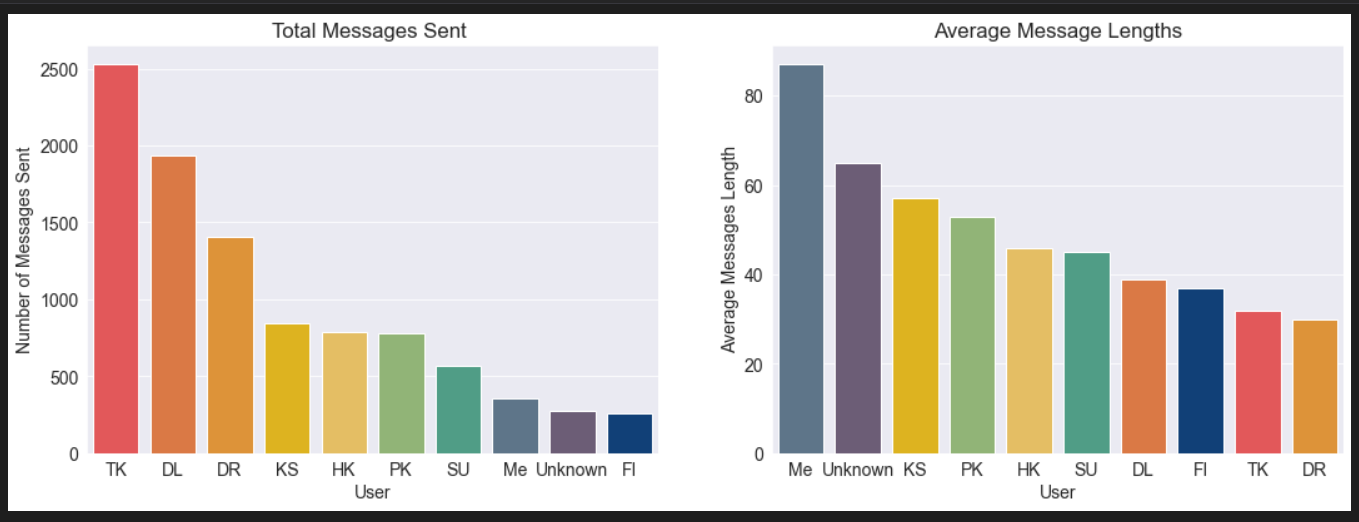 Total Messages Sent
Number of Messages Sent
2500
2000
1500
1000
500
0
TK DL DR KS HK PK SU Me Unknown FI
User
Average Message Lengths
Average Messages Length
80
60
40
20
0
Me Unknown KS PK HK SU DL FI TK DR
User